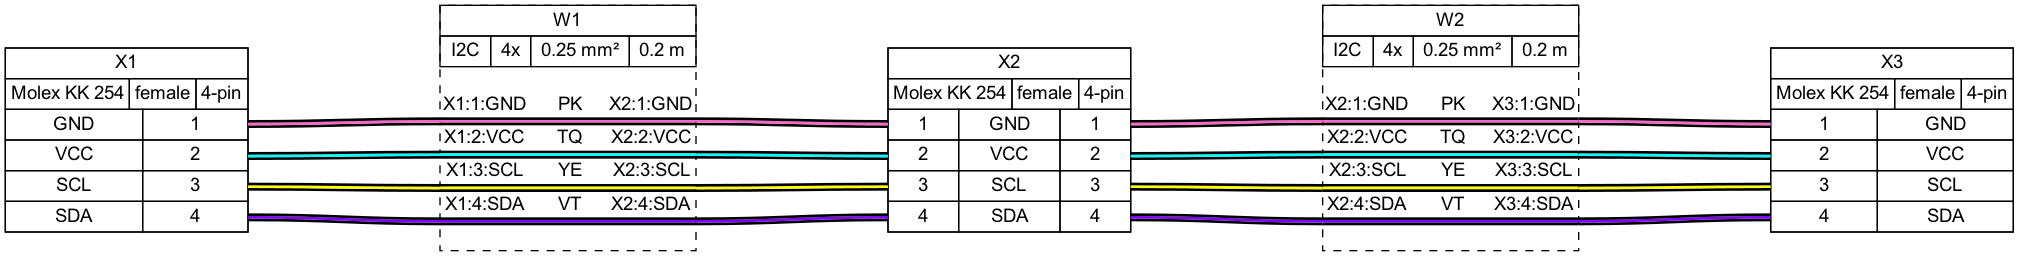 W1
I2C 4x 0.25 mm² 0.2 m
W2
I2C 4x 0.25 mm² 0.2 m
X1
Molex KK 254 female 4-pin
GND 1
VCC 2
SCL 3
SDA 4
X1:1:GND PK X2:1:GND
X1:2:VCC TQ X2:2:VCC
X1:3:SCL YE X2:3:SCL
X1:4:SDA VT X2:4:SDA
X2
Molex KK 254 female 4-pin
1 GND 1
2 VCC 2
3 SCL 3
4 SDA 4
X2:1:GND PK X3:1:GND
X2:2:VCC TQ X3:2:VCC
X2:3:SCL YE X3:3:SCL
X2:4:SDA VT X3:4:SDA
X3
Molex KK 254 female 4-pin
1 GND
2 VCC
3 SCL
4 SDA